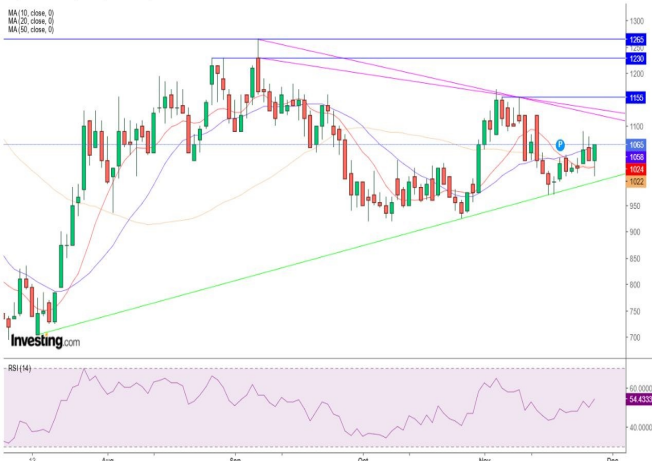 MA (10, close, 0)
MA (20, close, 0)
MA (50, close, 0)
1300
1265
1230
1200
1155
1100
1065
1058
1024
1022
950
900
850
800
750
700
P
Investing.com
RSI (14)
60.0000
54.4333
40.0000
12
Aug
Sep
Oct
Nov
Dec